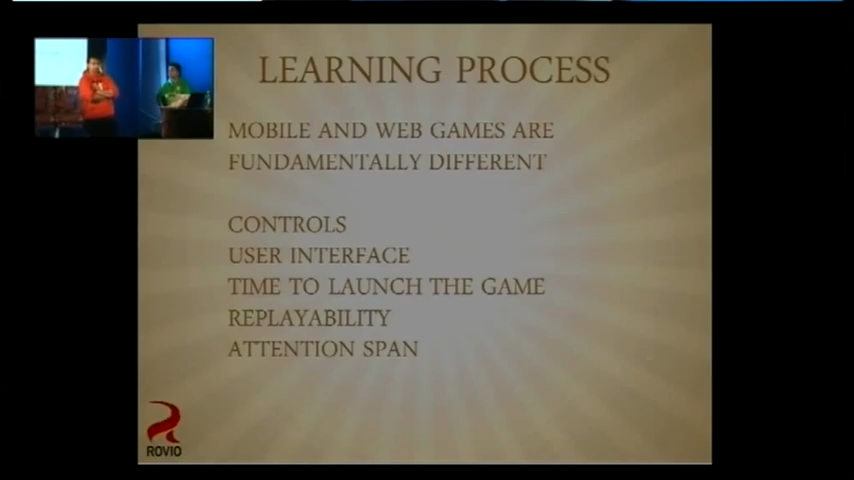 LEARNING PROCESS
MOBILE AND WEB GAMES ARE
FUNDAMENTALLY DIFFERENT
CONTROLS
USER INTERFACE
TIME TO LAUNCH THE GAME
REPLAYABILITY
ATTENTION SPAN
ROVIO